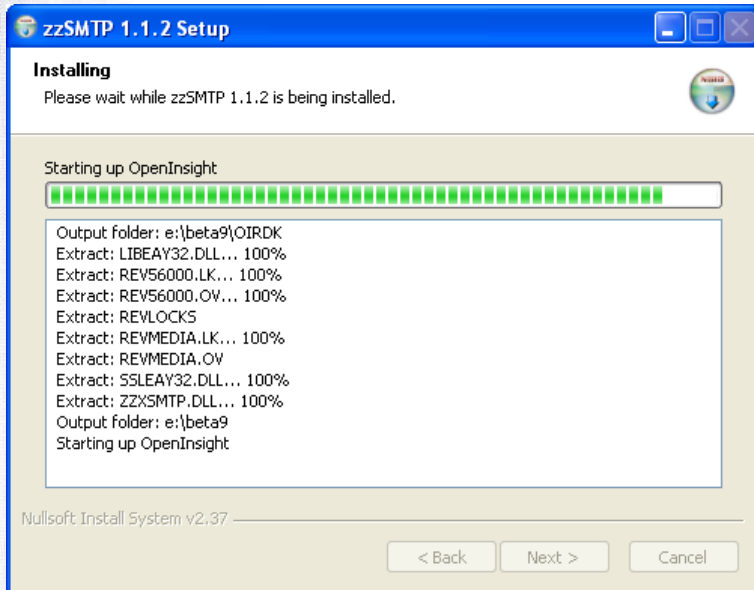 zzSMTP 1.1.2 Setup
Installing
Please wait while zzSMTP 1.1.2 is being installed.
Starting up OpenInsight
Output folder: e:\beta9\OIRDK
Extract: LIBEAY32.DLL... 100%
Extract: REV56000.LK... 100%
Extract: REV56000.OV... 100%
Extract: REVLOCKS
Extract: REVMEDIA.LK... 100%
Extract: REVMEDIA.OV
Extract: SSLEAY32.DLL... 100%
Extract: ZZXSMTP.DLL... 100%
Output folder: e:\beta9
Starting up OpenInsight
Nullsoft Install System v2.37
< Back
Next >
Cancel